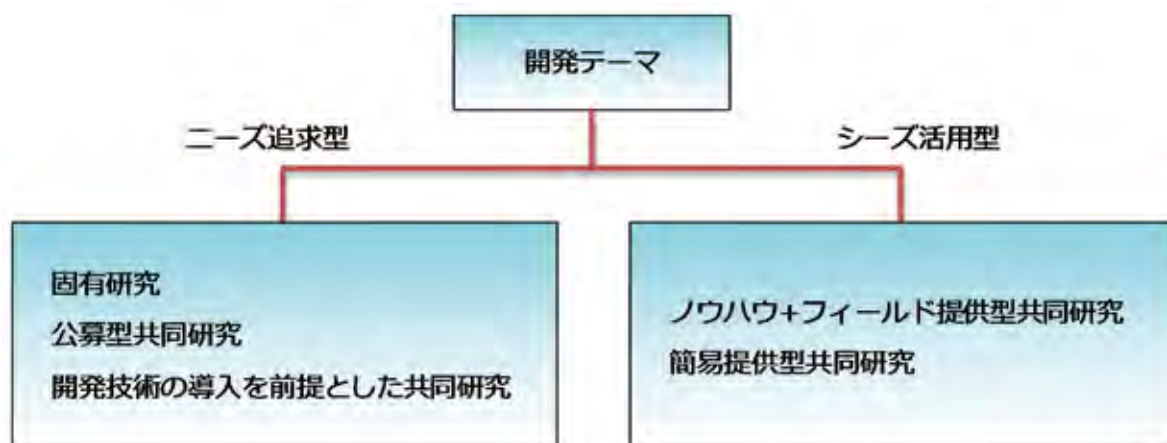 開発テーマ
ニーズ追求型
シーズ活用型
固有研究
公募型共同研究
開発技術の導入を前提とした共同研究
ノウハウ+フィールド提供型共同研究
簡易提供型共同研究